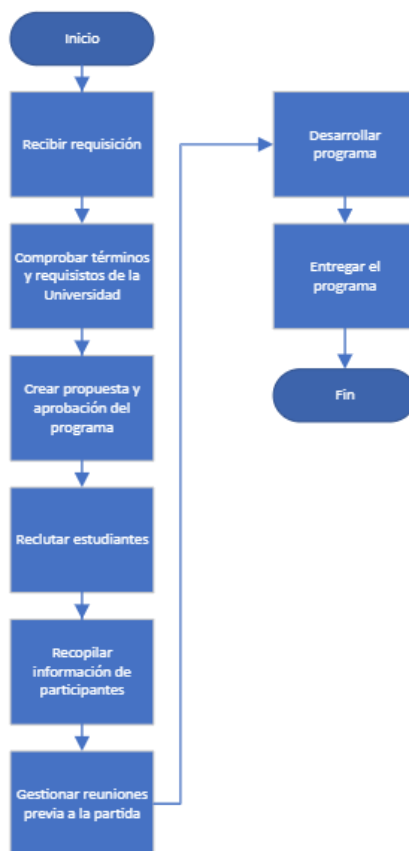 Inicio
Recibir requisición
Comprobar términos
y requisistos de la
Universidad
Crear propuesta y
aprobación del
programa
Reclutar estudiantes
Recopilar
información de
participantes
Gestionar reuniones
previa a la partida
Desarrollar
programa
Entregar el
programa
Fin